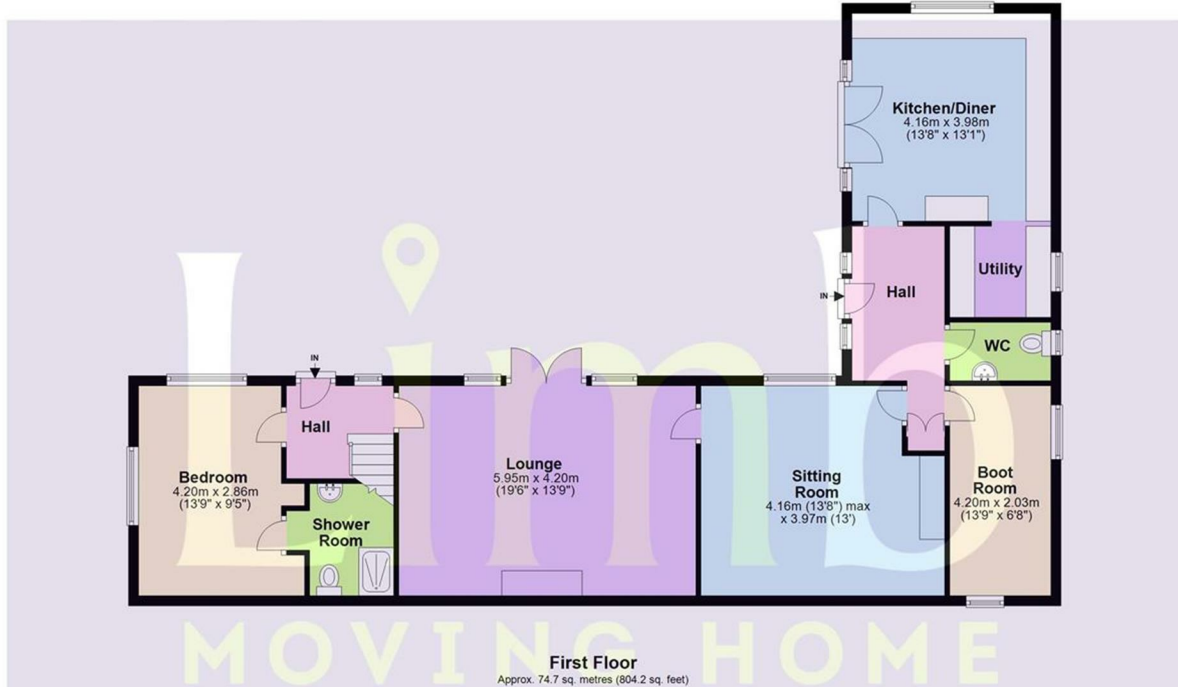 Kitchen/Diner
4.16m x 3.98m
(13'8" x 13'1")
Utility
Hall
IN
WC
IN
Hall
Bedroom
4.20m x 2.86m
(13'9" x 9'5")
Shower
Room
Lounge
5.95m x 4.20m
(19'6" x 13'9")
Sitting
Room
4.16m (13'8") max
x 3.97m (13')
Boot
Room
4.20m x 2.03m
(13'9" x 6'8")
Limb
MOVING HOME
First Floor
Approx. 74.7 sq. metres (804.2 sq. feet)